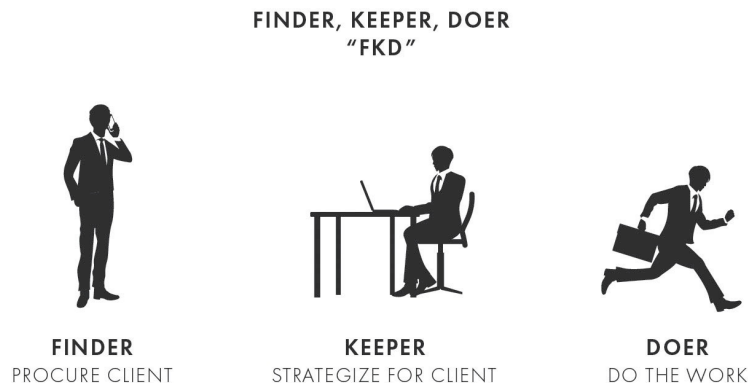 FINDER, KEEPER, DOER
“FKD”
FINDER
PROCURE CLIENT
KEEPER
STRATEGIZE FOR CLIENT
DOER
DO THE WORK